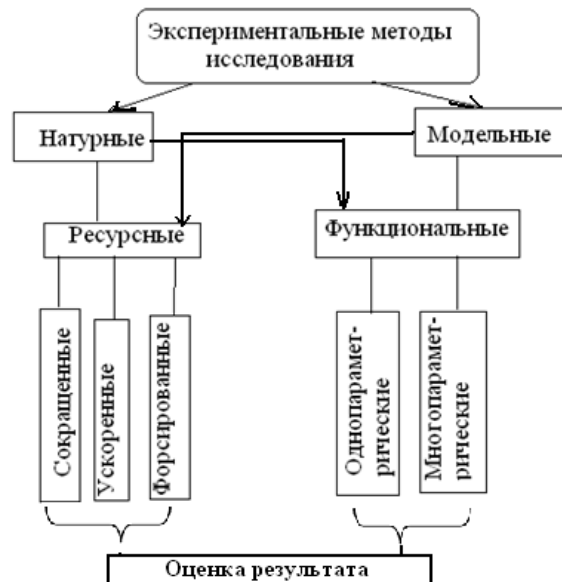 Экспериментальные методы
исследования
Натурные
Модельные
Ресурсные
Функциональные
Сокращенные
Ускоренные
Форсированные
Однопарамет-
рические
Многопарамет-
рические
Оценка результата